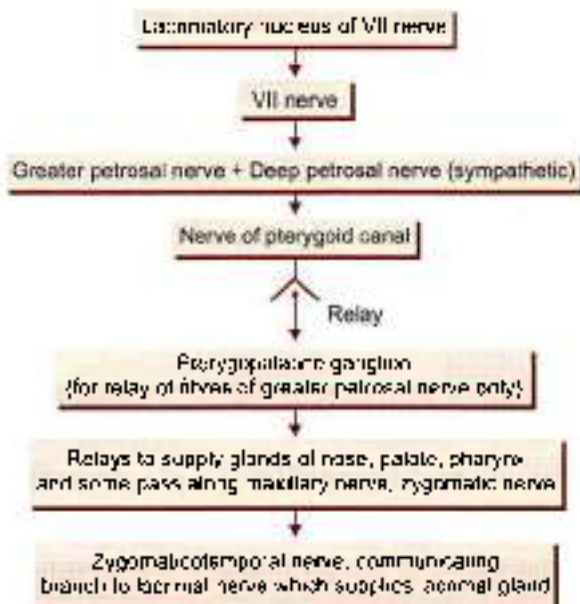 Lacrimatory nucleus of VII nerve
VII nerve
Greater petrosal nerve + Deep petrosal nerve (sympathetic)
Nerve of pterygoid canal
Relay
Pterygopalatine ganglion
(for relay of fibres of greater petrosal nerve only)
Relays to supply glands of nose, palate, pharynx
and some pass along maxillary nerve, zygomatic nerve
Zygomaticotemporal nerve, communicating
branch to lacrimal nerve which supplies lacrimal gland